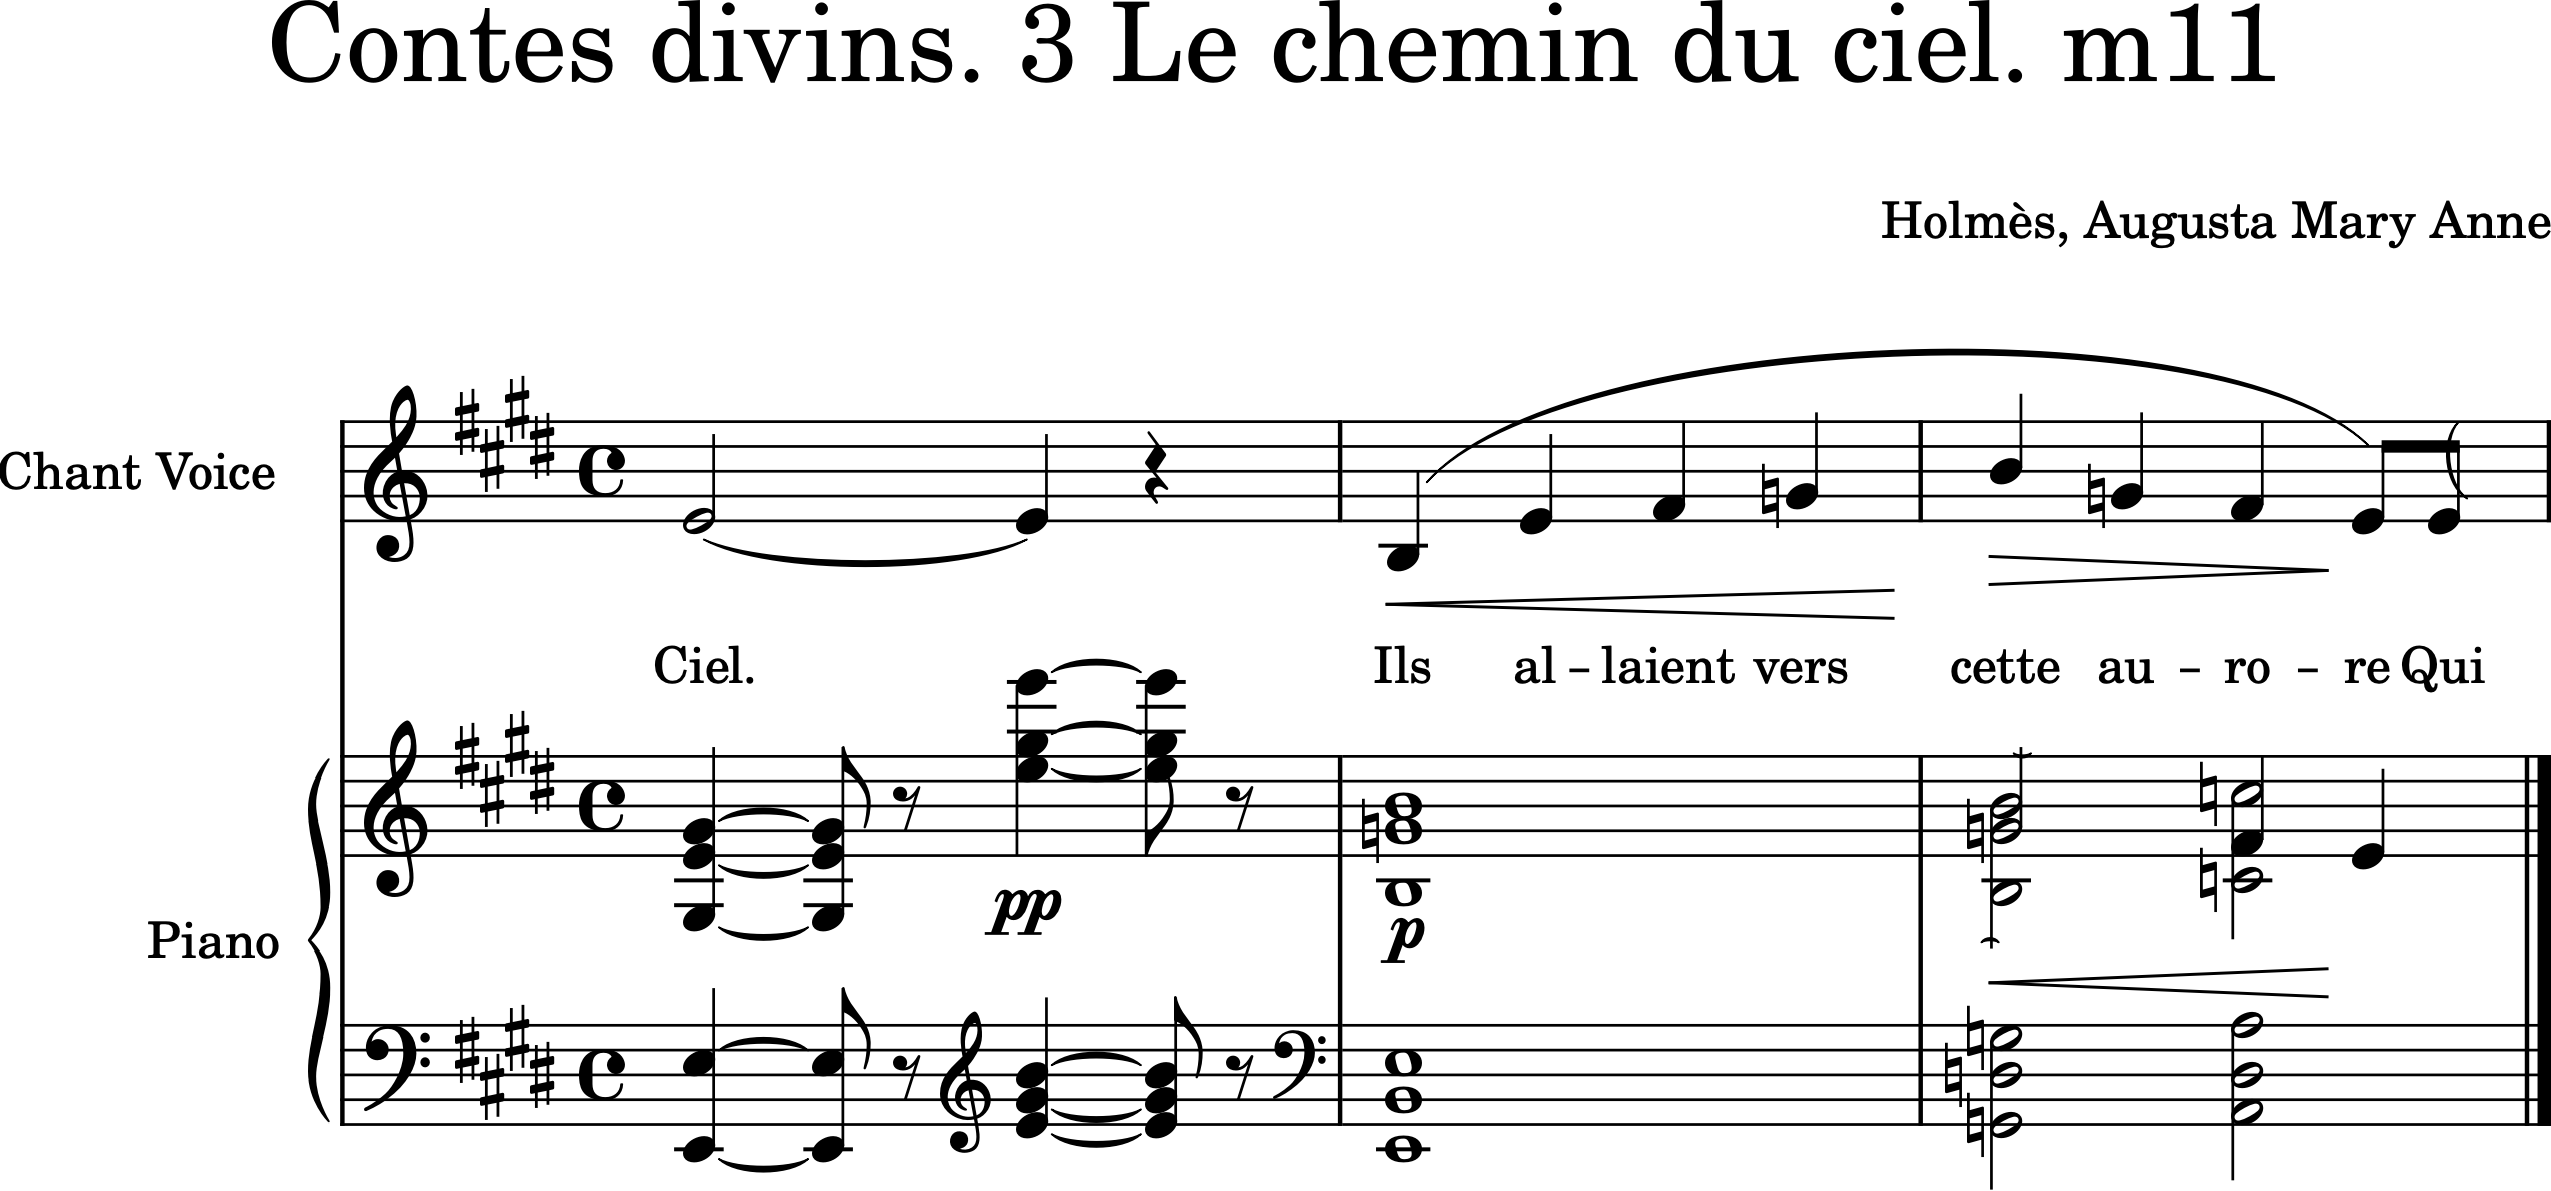 Contes divins. 3 Le chemin du ciel. m11
Holmès, Augusta Mary Anne
Chant Voice
Ciel. Ils al – laient vers cette au – ro – re Qui
pp
p
Piano